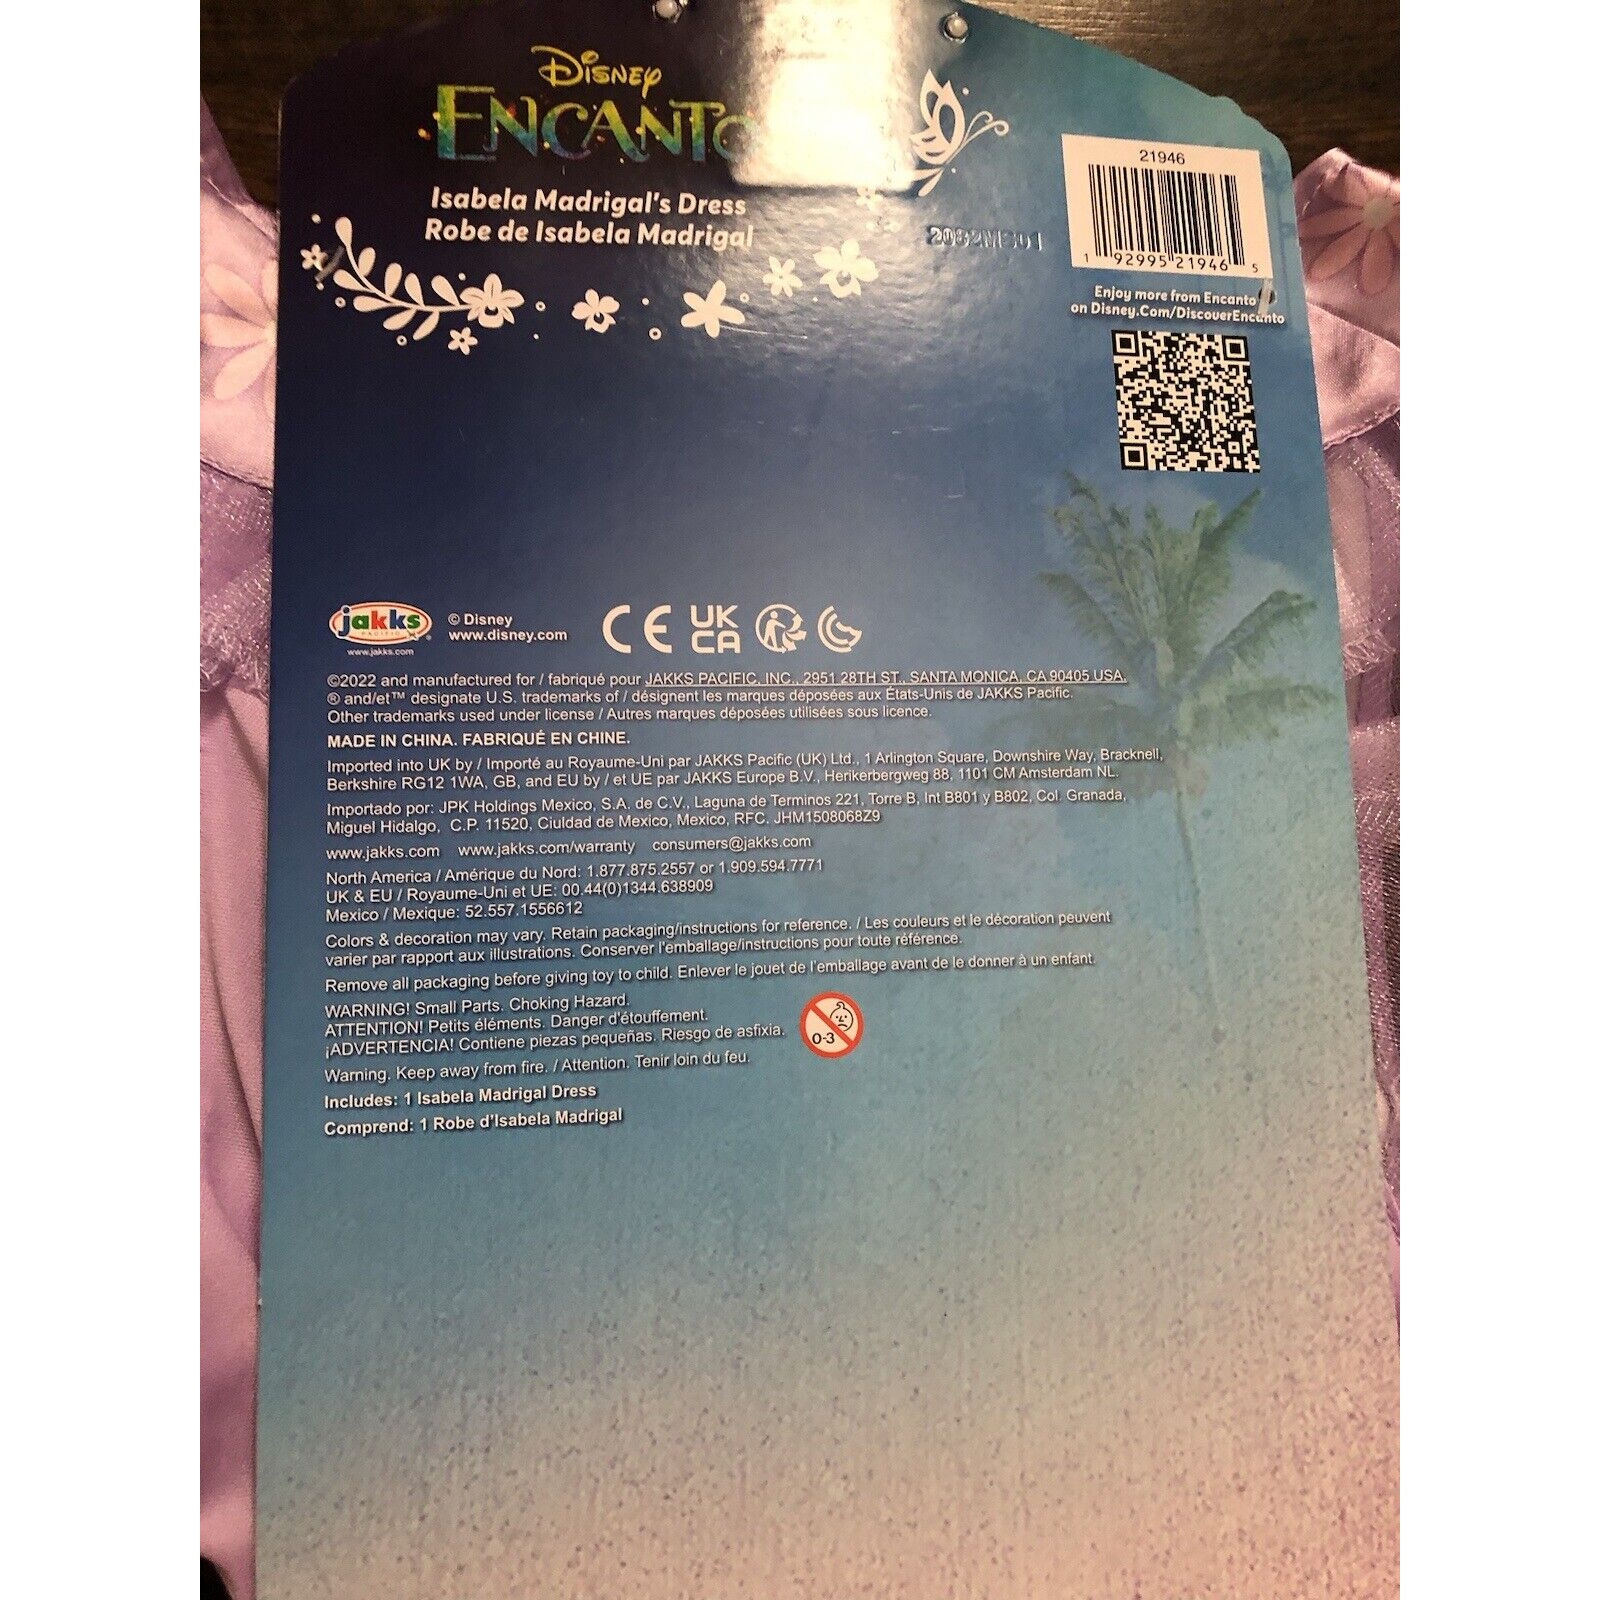 Disney
ENCANTO
Isabela Madrigal's Dress
Robe de Isabela Madrigal
21946
1 92995 21946 5
Enjoy more from Encanto
on Disney.Com/DiscoverEncanto
jakks
PACIFIC
www.jakks.com
© Disney
www.disney.com
CE UK CA
©2022 and manufactured for / fabriqué pour JAKKS PACIFIC, INC., 2951 28TH ST., SANTA MONICA, CA 90405 USA.
® and/et™ designate U.S. trademarks of / désignent les marques déposées aux États-Unis de JAKKS Pacific.
Other trademarks used under license / Autres marques déposées utilisées sous licence.
MADE IN CHINA. FABRIQUÉ EN CHINE.
Imported into UK by / Importé au Royaume-Uni par JAKKS Pacific (UK) Ltd., 1 Arlington Square, Downshire Way, Bracknell,
Berkshire RG12 1WA, GB, and EU by / et UE par JAKKS Europe B.V., Herikerbergweg 88, 1101 CM Amsterdam NL.
Importado por: JPK Holdings Mexico, S.A. de C.V., Laguna de Terminos 221, Torre B, Int B801 y B802, Col. Granada,
Miguel Hidalgo, C.P. 11520, Ciuldad de Mexico, Mexico, RFC. JHM1508068Z9
www.jakks.com www.jakks.com/warranty consumers@jakks.com
North America / Amérique du Nord: 1.877.875.2557 or 1.909.594.7771
UK & EU / Royaume-Uni et UE: 00.44(0)1344.638909
Mexico / Mexique: 52.557.1556612
Colors & decoration may vary. Retain packaging/instructions for reference. / Les couleurs et le décoration peuvent
varier par rapport aux illustrations. Conserver l'emballage/instructions pour toute référence.
Remove all packaging before giving toy to child. Enlever le jouet de l'emballage avant de le donner à un enfant.
WARNING! Small Parts. Choking Hazard.
ATTENTION! Petits éléments. Danger d'étouffement.
¡ADVERTENCIA! Contiene piezas pequeñas. Riesgo de asfixia.
0-3
Warning. Keep away from fire. / Attention. Tenir loin du feu.
Includes: 1 Isabela Madrigal Dress
Comprend: 1 Robe d'Isabela Madrigal